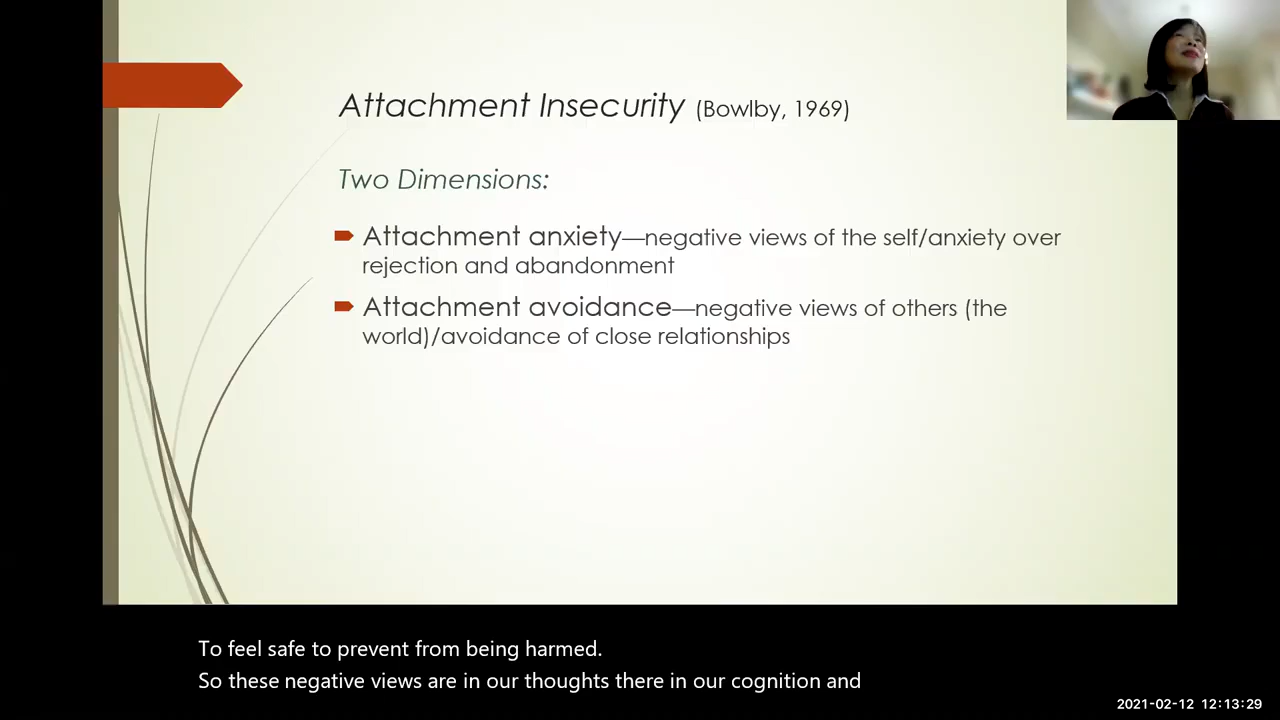 Attachment Insecurity (Bowlby, 1969)
Two Dimensions:
Attachment anxiety—negative views of the self/anxiety over
rejection and abandonment
Attachment avoidance—negative views of others (the
world)/avoidance of close relationships
To feel safe to prevent from being harmed.
So these negative views are in our thoughts there in our cognition and
2021-02-12 12:13:29